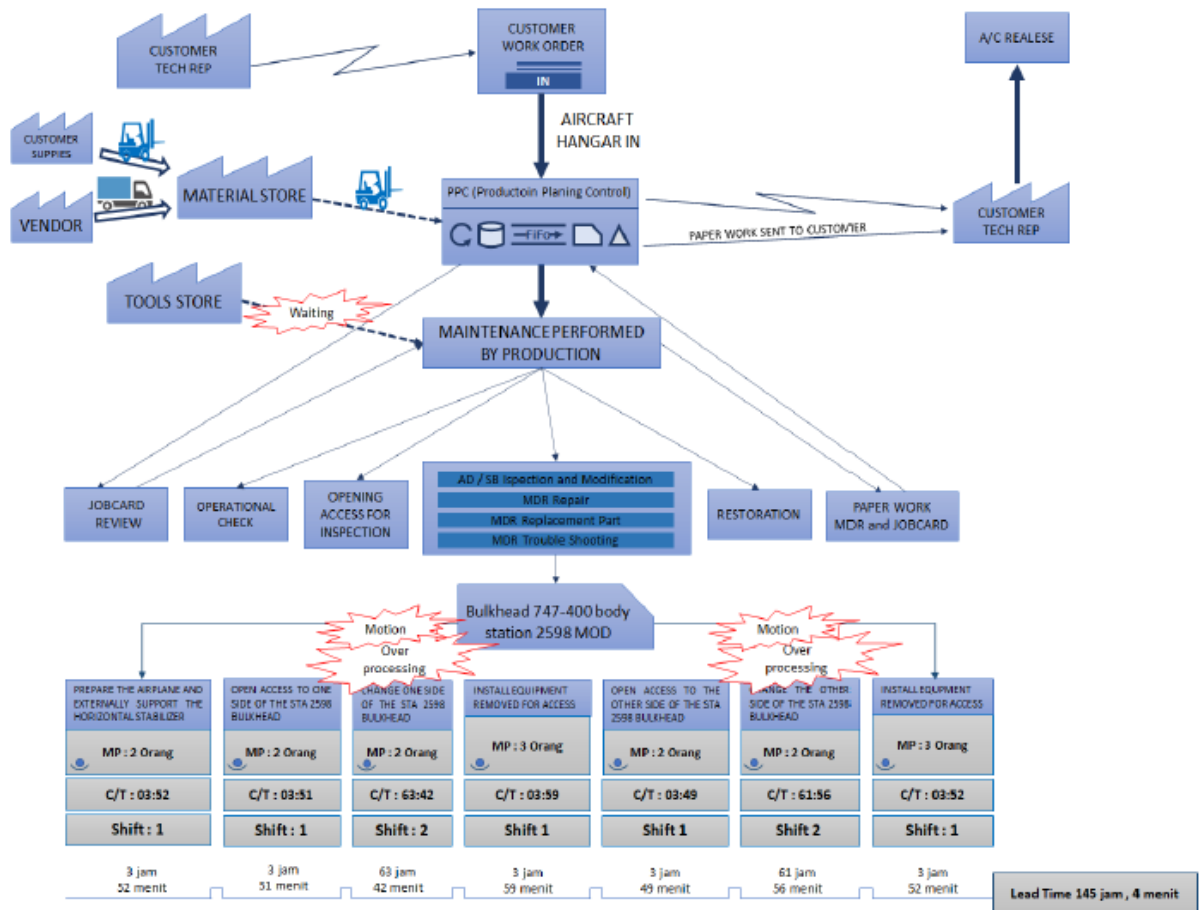 CUSTOMER
TECH REP
CUSTOMER
WORK ORDER
IN
A/C REALESE
AIRCRAFT
HANGAR IN
CUSTOMER
SUPPIES
VENDOR
MATERIAL STORE
PPC (Productoin Planing Control)
FiFo
PAPER WORK SENT TO CUSTOMER
CUSTOMER
TECH REP
TOOLS STORE
Waiting
MAINTENANCE PERFORMED
BY PRODUCTION
JOBCARD
REVIEW
OPERATIONAL
CHECK
OPENING
ACCESS FOR
INSPECTION
AD / SB Ispection and Modification
MDR Repair
MDR Replacement Part
MDR Trouble Shooting
RESTORATION
PAPER WORK
MDR and JOBCARD
Bulkhead 747-400 body
station 2598 MOD
Motion
Over
processing
Motion
Over
processing
PREPARE THE AIRPLANE AND
EXTERNALLY SUPPORT THE
HORIZONTAL STABILIZER
MP : 2 Orang
C/T : 03:52
Shift : 1
OPEN ACCESS TO ONE
SIDE OF THE STA 2598
BULKHEAD
MP : 2 Orang
C/T : 03:51
Shift : 1
CHANGE ONE SIDE
OF THE STA 2598
BULKHEAD
MP : 2 Orang
C/T : 63:42
Shift : 2
INSTALL EQUIPMENT
REMOVED FOR ACCESS
MP : 3 Orang
C/T : 03:59
Shift 1
OPEN ACCESS TO THE
OTHER SIDE OF THE STA
2598 BULKHEAD
MP : 2 Orang
C/T : 03:49
Shift 1
CHANGE THE OTHER
SIDE OF THE STA 2598
BULKHEAD
MP : 2 Orang
C/T : 61:56
Shift 2
INSTALL EQUPMENT
REMOVED FOR ACCESS
MP : 3 Orang
C/T : 03:52
Shift : 1
3 jam
52 menit
3 jam
51 menit
63 jam
42 menit
3 jam
59 menit
3 jam
49 menit
61 jam
56 menit
3 jam
52 menit
Lead Time 145 jam , 4 menit